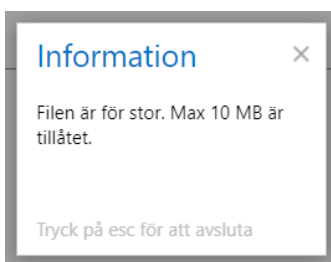 Information
Filen är för stor. Max 10 MB är
tillåtet.
Tryck på esc för att avsluta